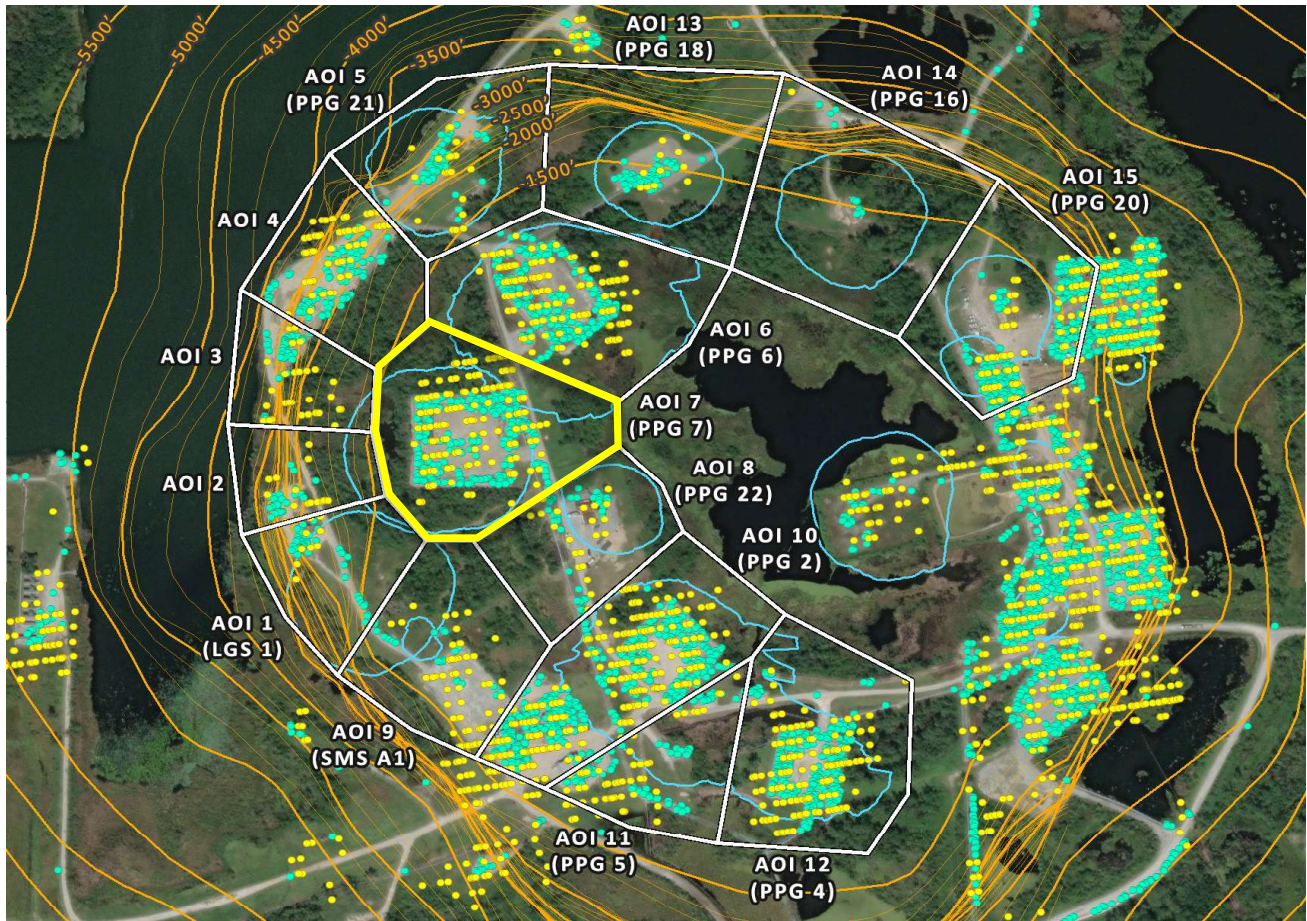 -5500'
-5000'
-4500'
-4000'
-3500'
-3000'
-2500'
-2000'
-1500'
AOI 13
(PPG 18)
AOI 5
(PPG 21)
AOI 14
(PPG 16)
AOI 15
(PPG 20)
AOI 4
AOI 3
AOI 6
(PPG 6)
AOI 7
(PPG 7)
AOI 2
AOI 8
(PPG 22)
AOI 10
(PPG 2)
AOI 1
(LGS 1)
AOI 9
(SMS A1)
AOI 11
(PPG 5)
AOI 12
(PPG 4)